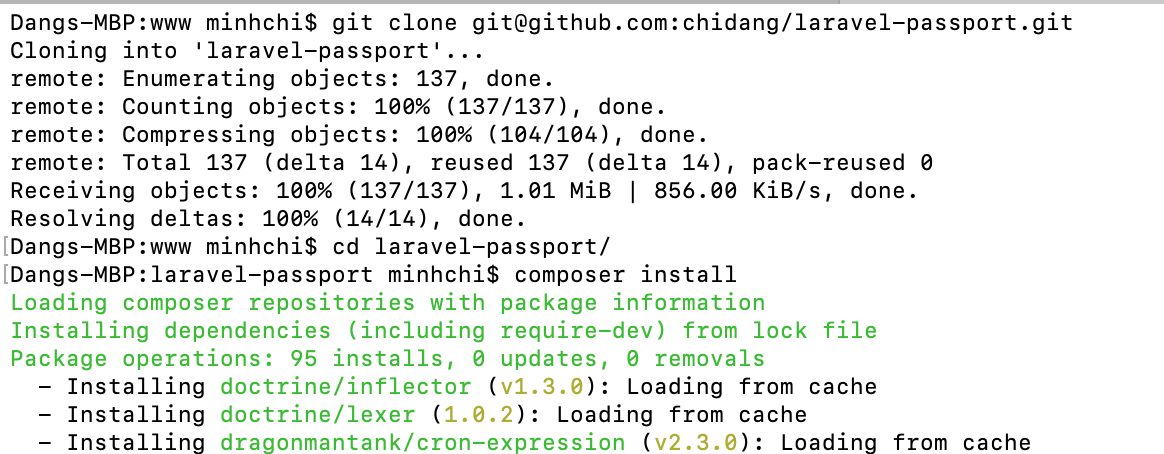 Dangs-MBP:www minhchi$ git clone git@github.com:chidang/laravel-passport.git
Cloning into 'laravel-passport'...
remote: Enumerating objects: 137, done.
remote: Counting objects: 100% (137/137), done.
remote: Compressing objects: 100% (104/104), done.
remote: Total 137 (delta 14), reused 137 (delta 14), pack-reused 0
Receiving objects: 100% (137/137), 1.01 MiB | 856.00 KiB/s, done.
Resolving deltas: 100% (14/14), done.
[Dangs-MBP:www minhchi$ cd laravel-passport/
[Dangs-MBP:laravel-passport minhchi$ composer install
Loading composer repositories with package information
Installing dependencies (including require-dev) from lock file
Package operations: 95 installs, 0 updates, 0 removals
  - Installing doctrine/inflector (v1.3.0): Loading from cache
  - Installing doctrine/lexer (1.0.2): Loading from cache
  - Installing dragonmantank/cron-expression (v2.3.0): Loading from cache